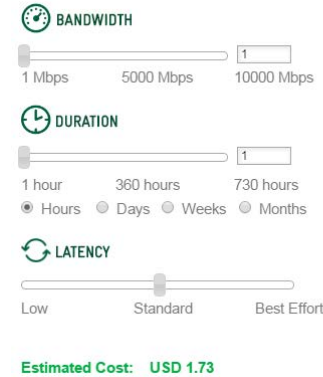 BANDWIDTH
1
1 Mbps 5000 Mbps 10000 Mbps
DURATION
1
1 hour 360 hours 730 hours
Hours Days Weeks Months
LATENCY
Low Standard Best Effort
Estimated Cost: USD 1.73